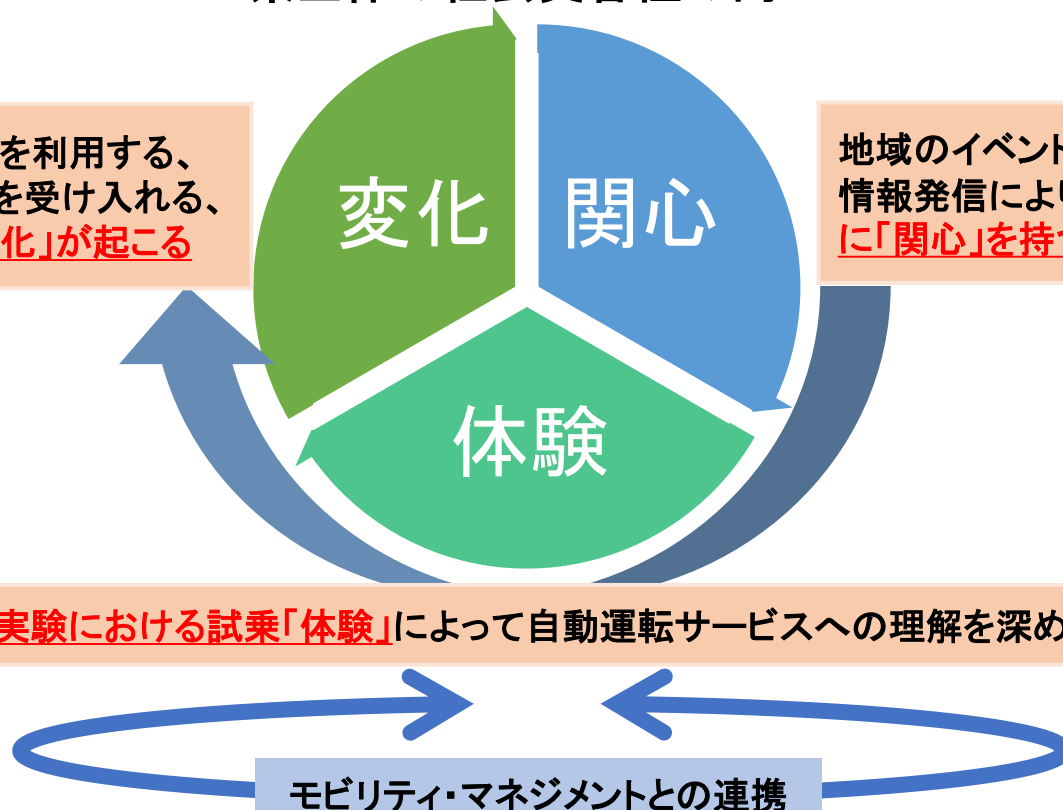 を利用する、
を受け入れる、
化」が起こる
変化
関心
地域のイベント
情報発信により
に「関心」を持つ
体験
実験における試乗「体験」によって自動運転サービスへの理解を深め
モビリティ・マネジメントとの連携